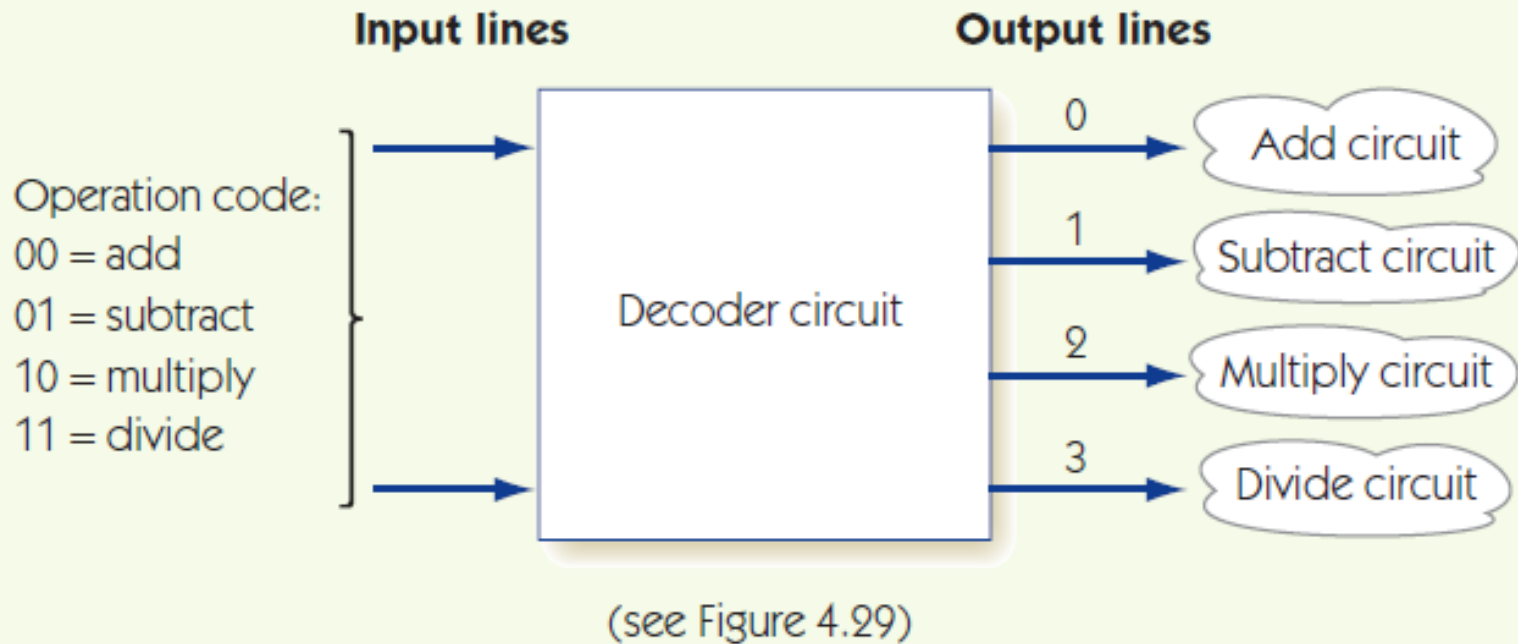 Input lines
Output lines
Operation code:
00 = add
01 = subtract
10 = multiply
11 = divide
Decoder circuit
0
Add circuit
1
Subtract circuit
2
Multiply circuit
3
Divide circuit
(see Figure 4.29)